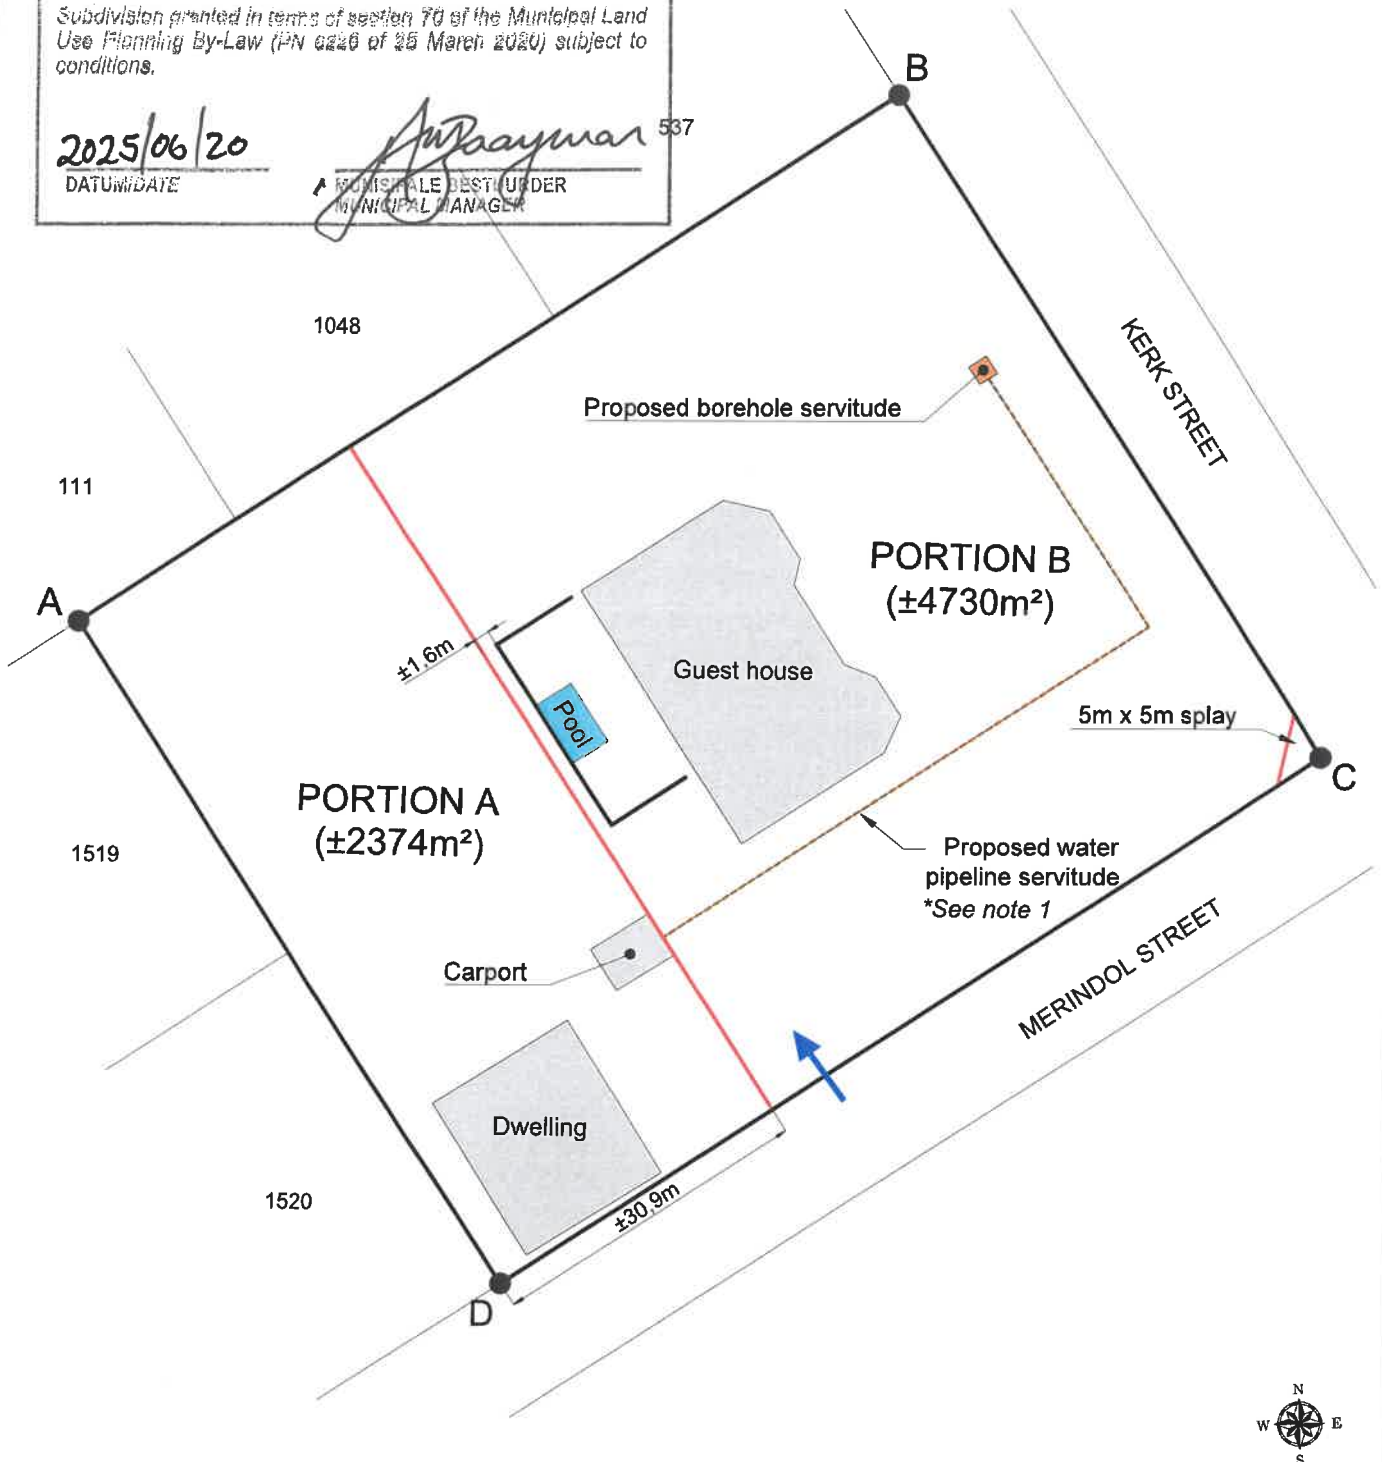 Subdivision granted in terms of section 70 of the Municipal Land
Use Planning By-Law (PN 8226 of 25 March 2020) subject to
conditions.
2025/06/20
DATUM/DATE
MUNISIPALE BESTUURDER
MUNICIPAL MANAGER
537
B
1048
KERK STREET
Proposed borehole servitude
111
PORTION B
(±4730m²)
A
±1,6m
Guest house
Pool
5m x 5m splay
C
PORTION A
(±2374m²)
1519
Proposed water
pipeline servitude
*See note 1
MERINDOL STREET
Carport
Dwelling
±30,9m
1520
D
N
W E
S